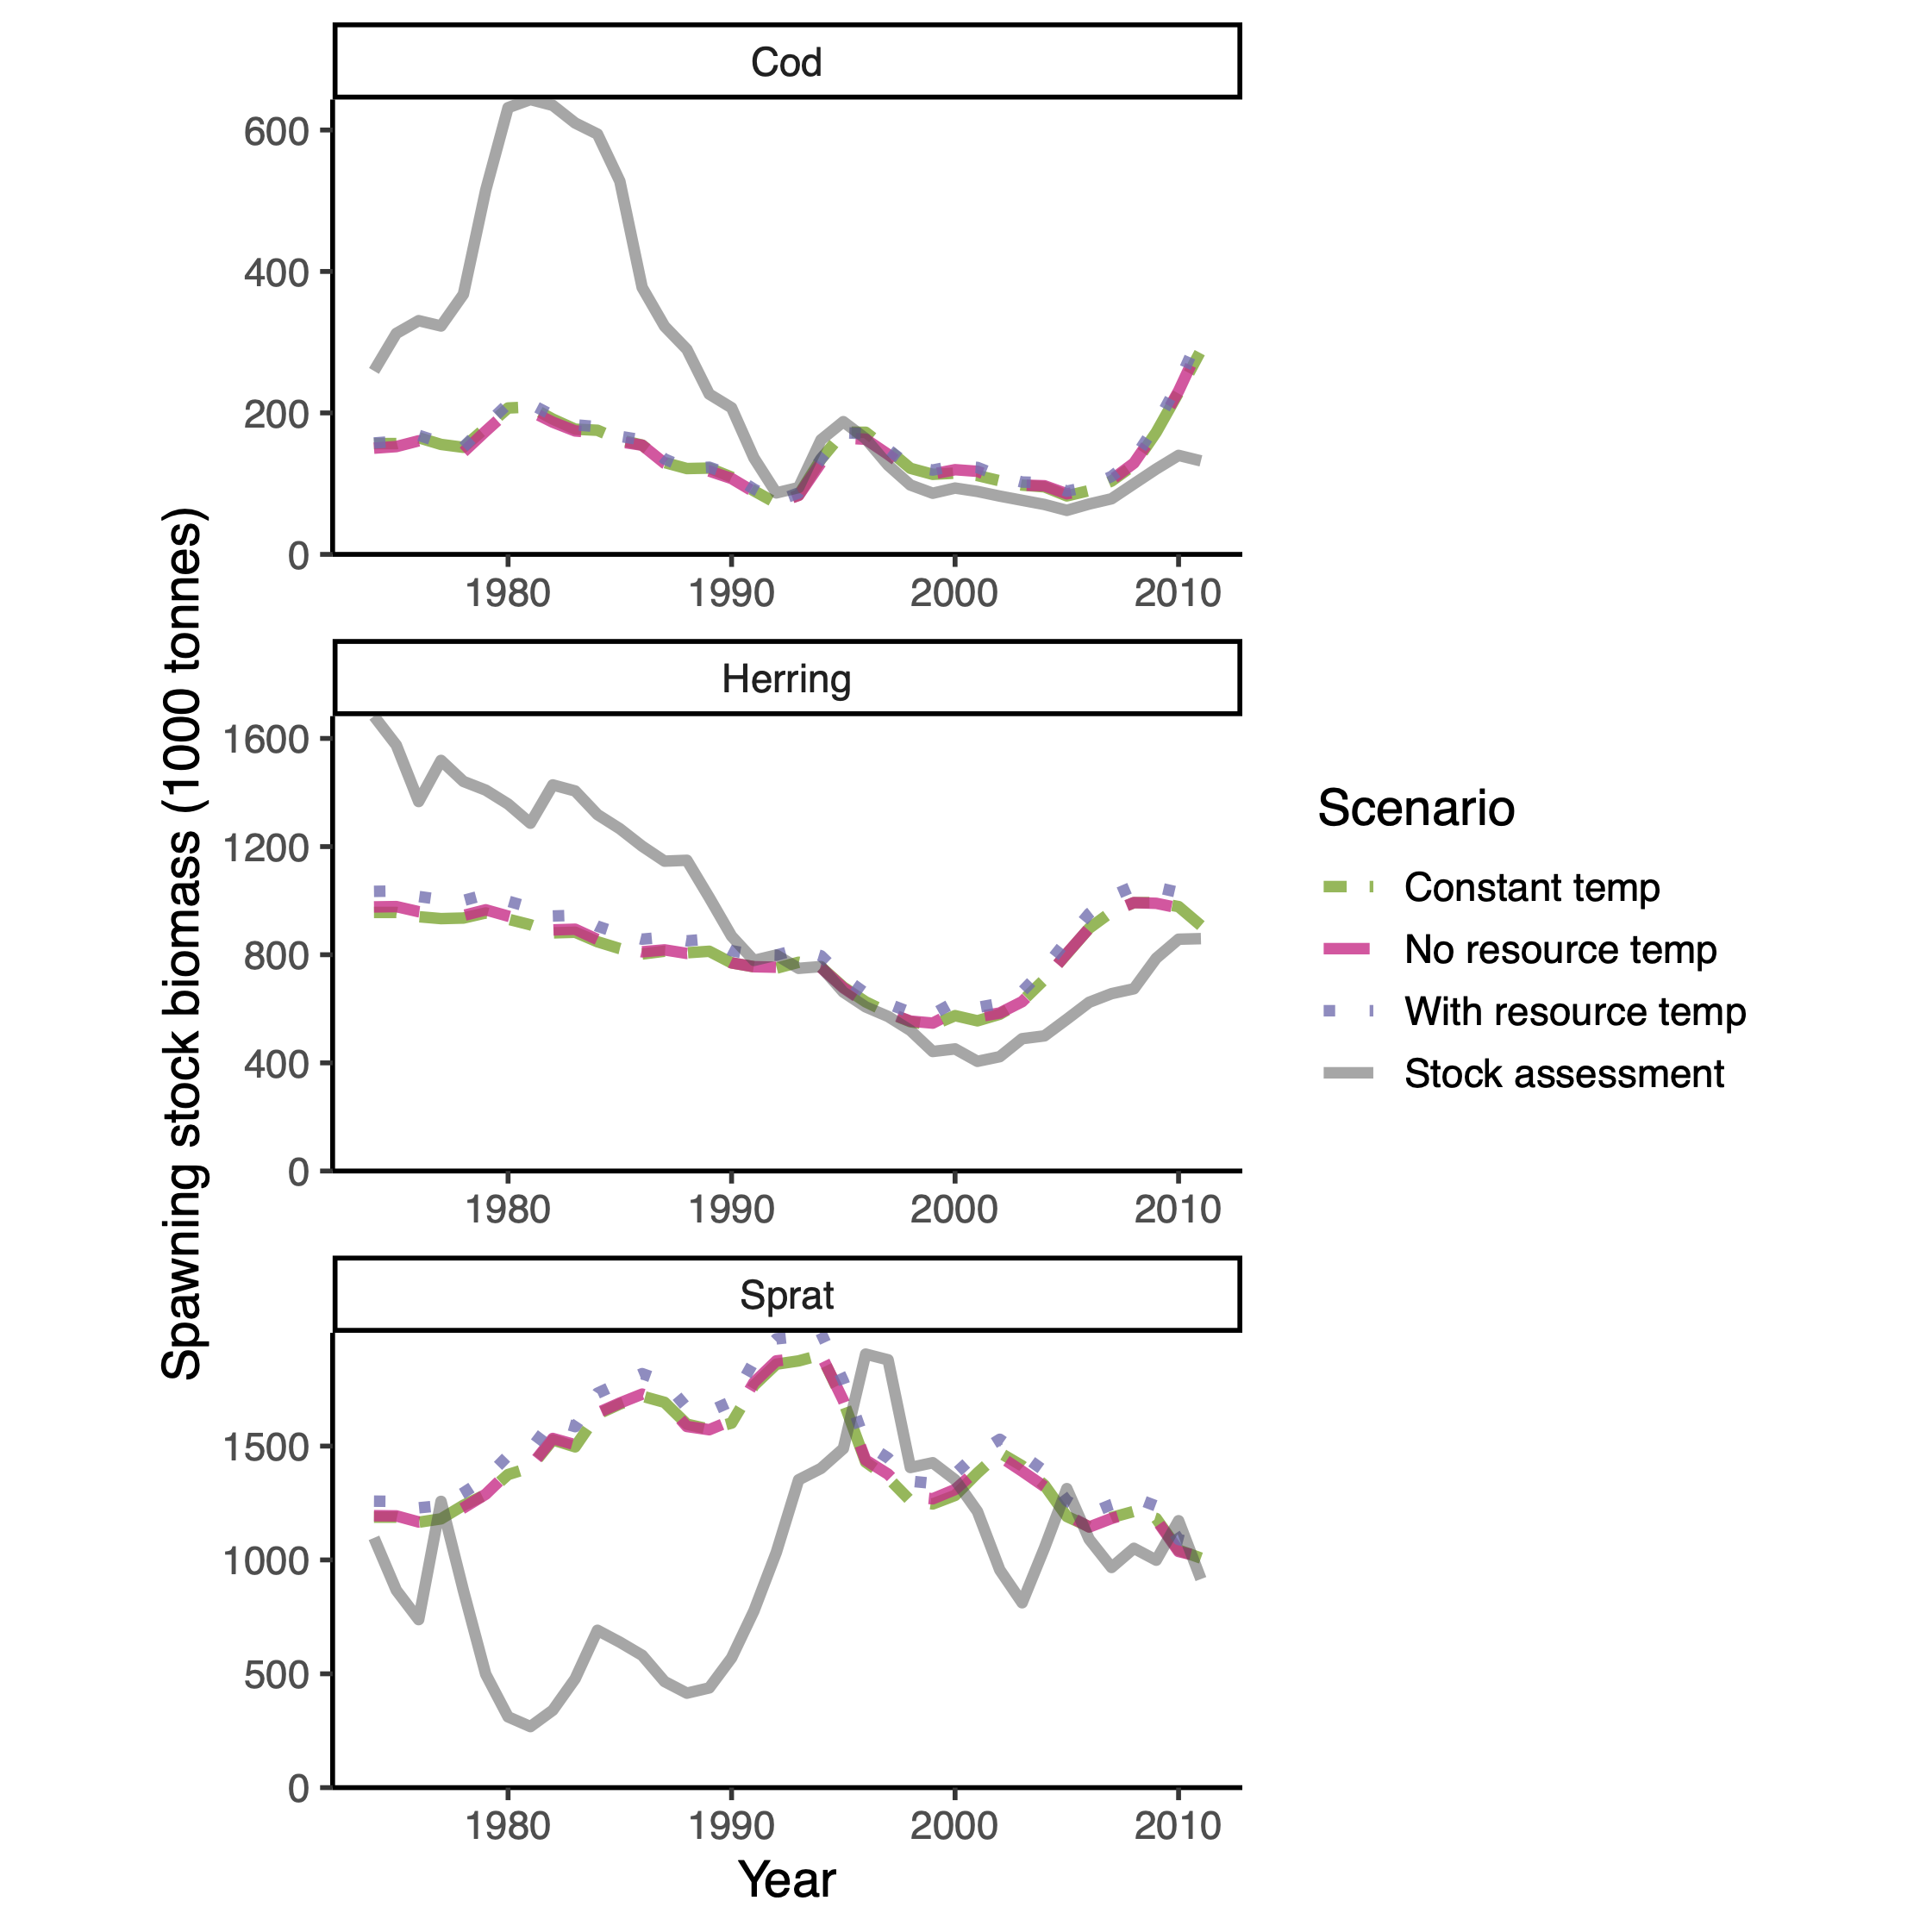 Cod
600
400
200
0
1980 1990 2000 2010
Herring
1600
1200
800
400
0
1980 1990 2000 2010
Sprat
1500
1000
500
0
1980 1990 2000 2010
Year
Spawning stock biomass (1000 tonnes)
Scenario
Constant temp
No resource temp
With resource temp
Stock assessment